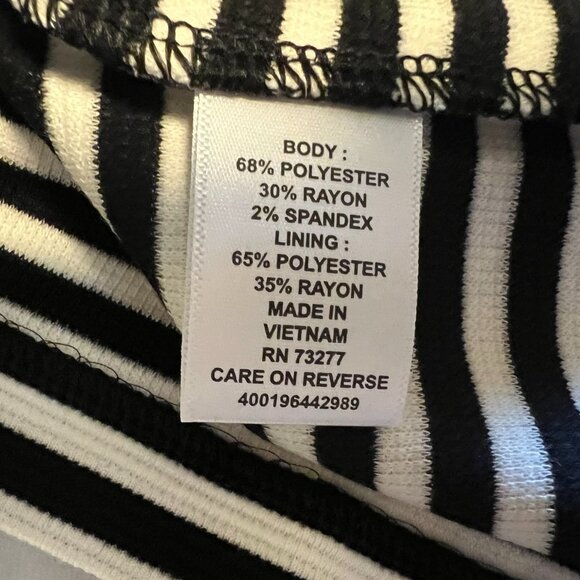 BODY :
68% POLYESTER
30% RAYON
2% SPANDEX
LINING :
65% POLYESTER
35% RAYON
MADE IN
VIETNAM
RN 73277
CARE ON REVERSE
400196442989